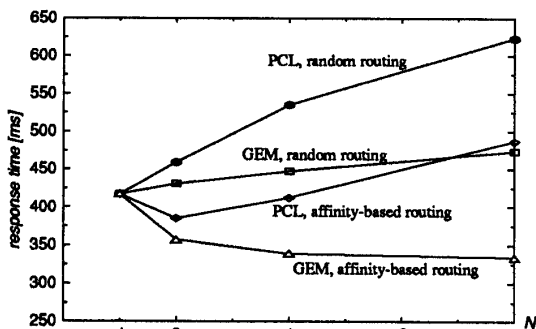 650
600
550
500
450
400
350
300
250
response time [ms]
PCL, random routing
GEM, random routing
PCL, affinity-based routing
GEM, affinity-based routing
N